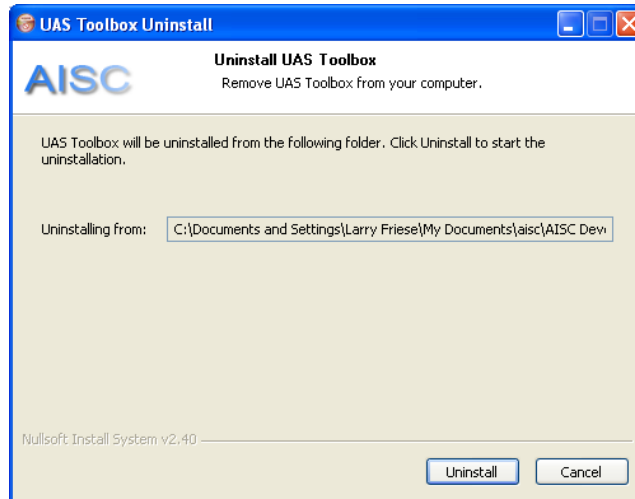 UAS Toolbox Uninstall
AISC
Uninstall UAS Toolbox
Remove UAS Toolbox from your computer.
UAS Toolbox will be uninstalled from the following folder. Click Uninstall to start the
uninstallation.
Uninstalling from: C:\Documents and Settings\Larry Friese\My Documents\aisc\AISC Dev
Nullsoft Install System v2.40
Uninstall Cancel